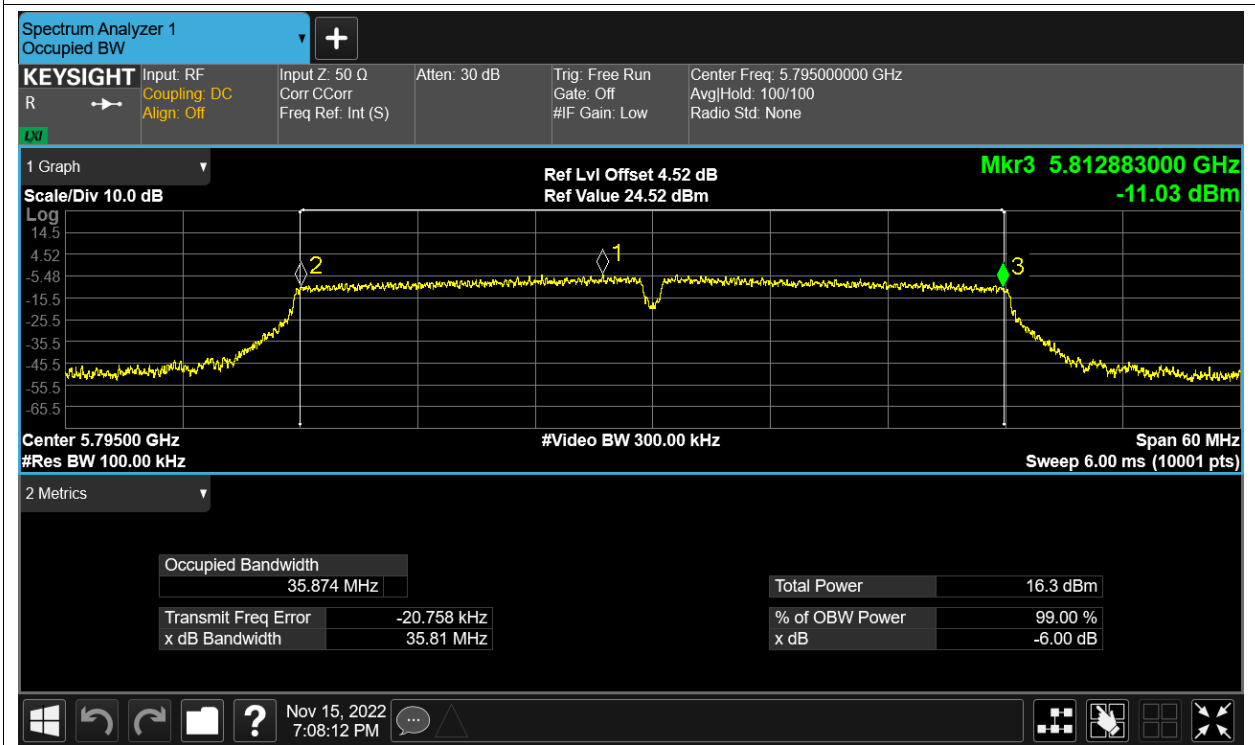 Spectrum Analyzer 1
Occupied BW
KEYSIGHT
R
LXI
Input: RF
Coupling: DC
Align: Off
Input Z: 50 Ω
Corr CCorr
Freq Ref: Int (S)
Atten: 30 dB
Trig: Free Run
Gate: Off
#IF Gain: Low
Center Freq: 5.795000000 GHz
Avg|Hold: 100/100
Radio Std: None
1 Graph
Scale/Div 10.0 dB
Ref Lvl Offset 4.52 dB
Ref Value 24.52 dBm
Mkr3 5.812883000 GHz
-11.03 dBm
Log
14.5
4.52
-5.48
-15.5
-25.5
-35.5
-45.5
-55.5
-65.5
2
1
3
Center 5.79500 GHz
#Res BW 100.00 kHz
#Video BW 300.00 kHz
Span 60 MHz
Sweep 6.00 ms (10001 pts)
2 Metrics
Occupied Bandwidth
35.874 MHz
Transmit Freq Error -20.758 kHz
x dB Bandwidth 35.81 MHz
Total Power 16.3 dBm
% of OBW Power 99.00 %
x dB -6.00 dB
?
Nov 15, 2022
7:08:12 PM